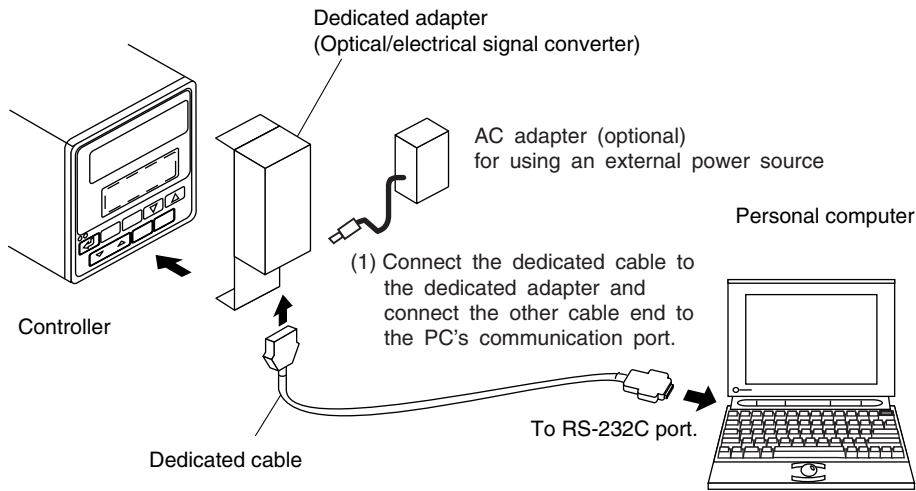 Dedicated adapter
(Optical/electrical signal converter)
AC adapter (optional)
for using an external power source
Personal computer
(1) Connect the dedicated cable to
the dedicated adapter and
connect the other cable end to
the PC's communication port.
Controller
To RS-232C port.
Dedicated cable